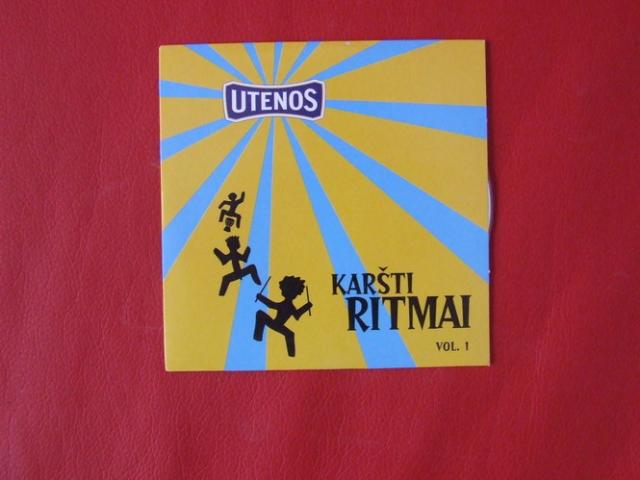 UTENOS
KARŠTI
RITMAI
VOL. 1